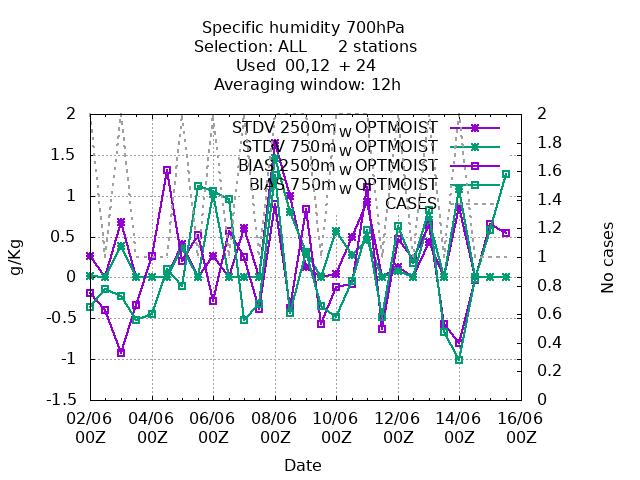 Specific humidity 700hPa
Selection: ALL      2 stations
Used  00,12  + 24
Averaging window: 12h
STDV 2500m_W OPTMOIST
STDV 750m_W OPTMOIST
BIAS 2500m_W OPTMOIST
BIAS 750m_W OPTMOIST
CASES
g/Kg
2
1.5
1
0.5
0
-0.5
-1
-1.5
No cases
2
1.8
1.6
1.4
1.2
1
0.8
0.6
0.4
0.2
0
02/06 04/06 06/06 08/06 10/06 12/06 14/06 16/06
00Z 00Z 00Z 00Z 00Z 00Z 00Z 00Z
Date